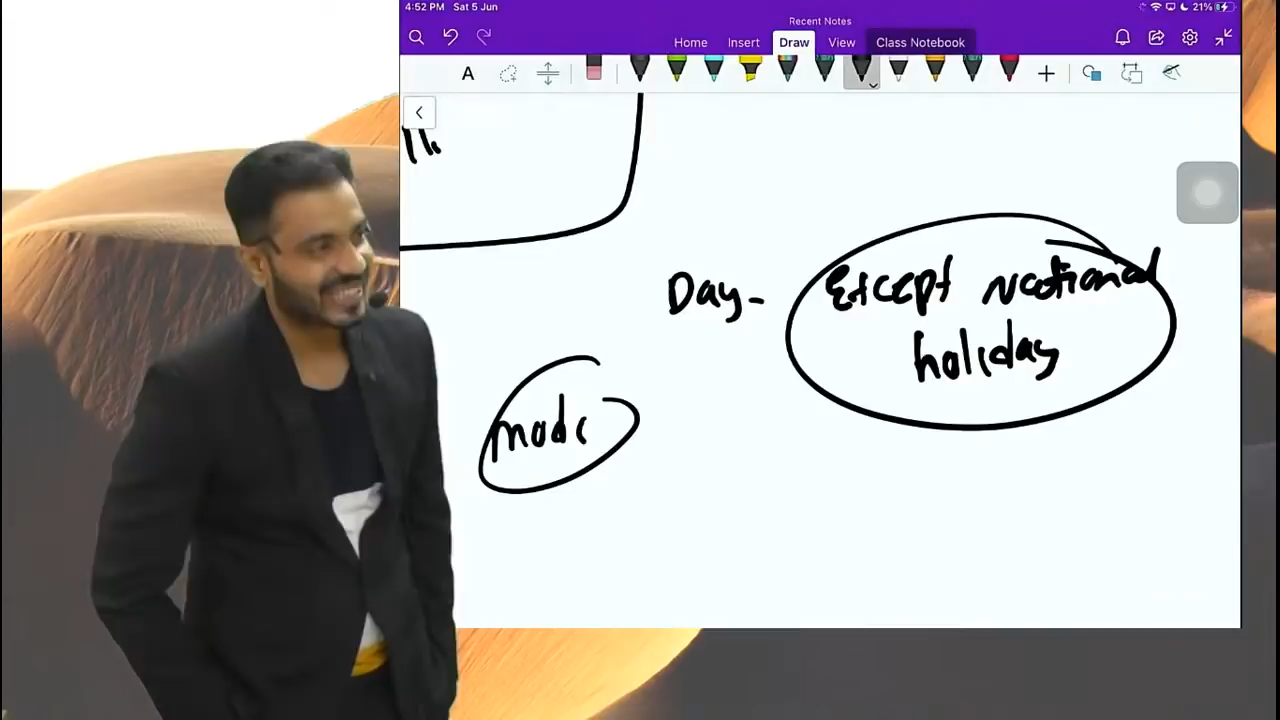 4:52 PM Sat 5 Jun
21%
Recent Notes
Home Insert Draw View Class Notebook
A
Day - Except national
holiday
mode